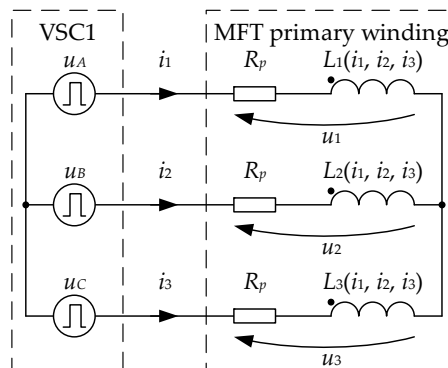 VSC1 MFT primary winding
uA i1 Rp L1(i1, i2, i3)
u1
uB i2 Rp L2(i1, i2, i3)
u2
uC i3 Rp L3(i1, i2, i3)
u3